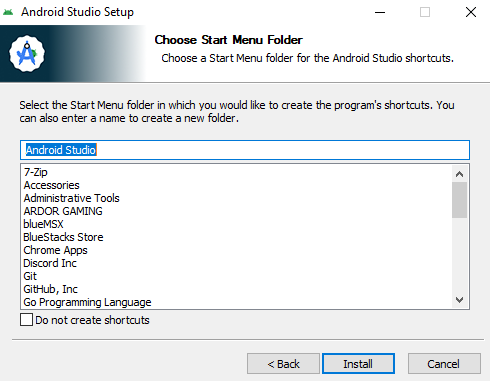 Android Studio Setup
Choose Start Menu Folder
Choose a Start Menu folder for the Android Studio shortcuts.
Select the Start Menu folder in which you would like to create the program's shortcuts. You
can also enter a name to create a new folder.
Android Studio
7-Zip
Accessories
Administrative Tools
ARDOR GAMING
blueMSX
BlueStacks Store
Chrome Apps
Discord Inc
Git
GitHub, Inc
Go Programming Language
Do not create shortcuts
< Back
Install
Cancel